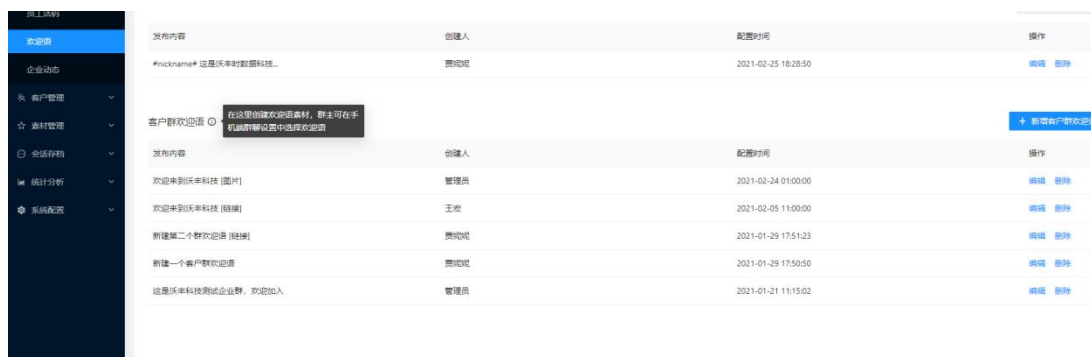 员工活码
欢迎语
企业动态
客户管理
素材管理
会话存档
统计分析
系统配置
发布内容 创建人 配置时间 操作
#nickname# 这是沃丰时数据科技... 贾妮妮 2021-02-25 18:28:50 编辑 删除
客户群欢迎语
在这里创建欢迎语素材，群主可在手
机端群聊设置中选择欢迎语
+ 新增客户群欢迎
发布内容 创建人 配置时间 操作
欢迎来到沃丰科技 [图片] 管理员 2021-02-24 01:00:00 编辑 删除
欢迎来到沃丰科技 [链接] 王宏 2021-02-05 11:00:00 编辑 删除
新建第二个群欢迎语 [链接] 贾妮妮 2021-01-29 17:51:23 编辑 删除
新建一个客户群欢迎语 贾妮妮 2021-01-29 17:50:50 编辑 删除
这是沃丰科技测试企业群，欢迎加入 管理员 2021-01-21 11:15:02 编辑 删除